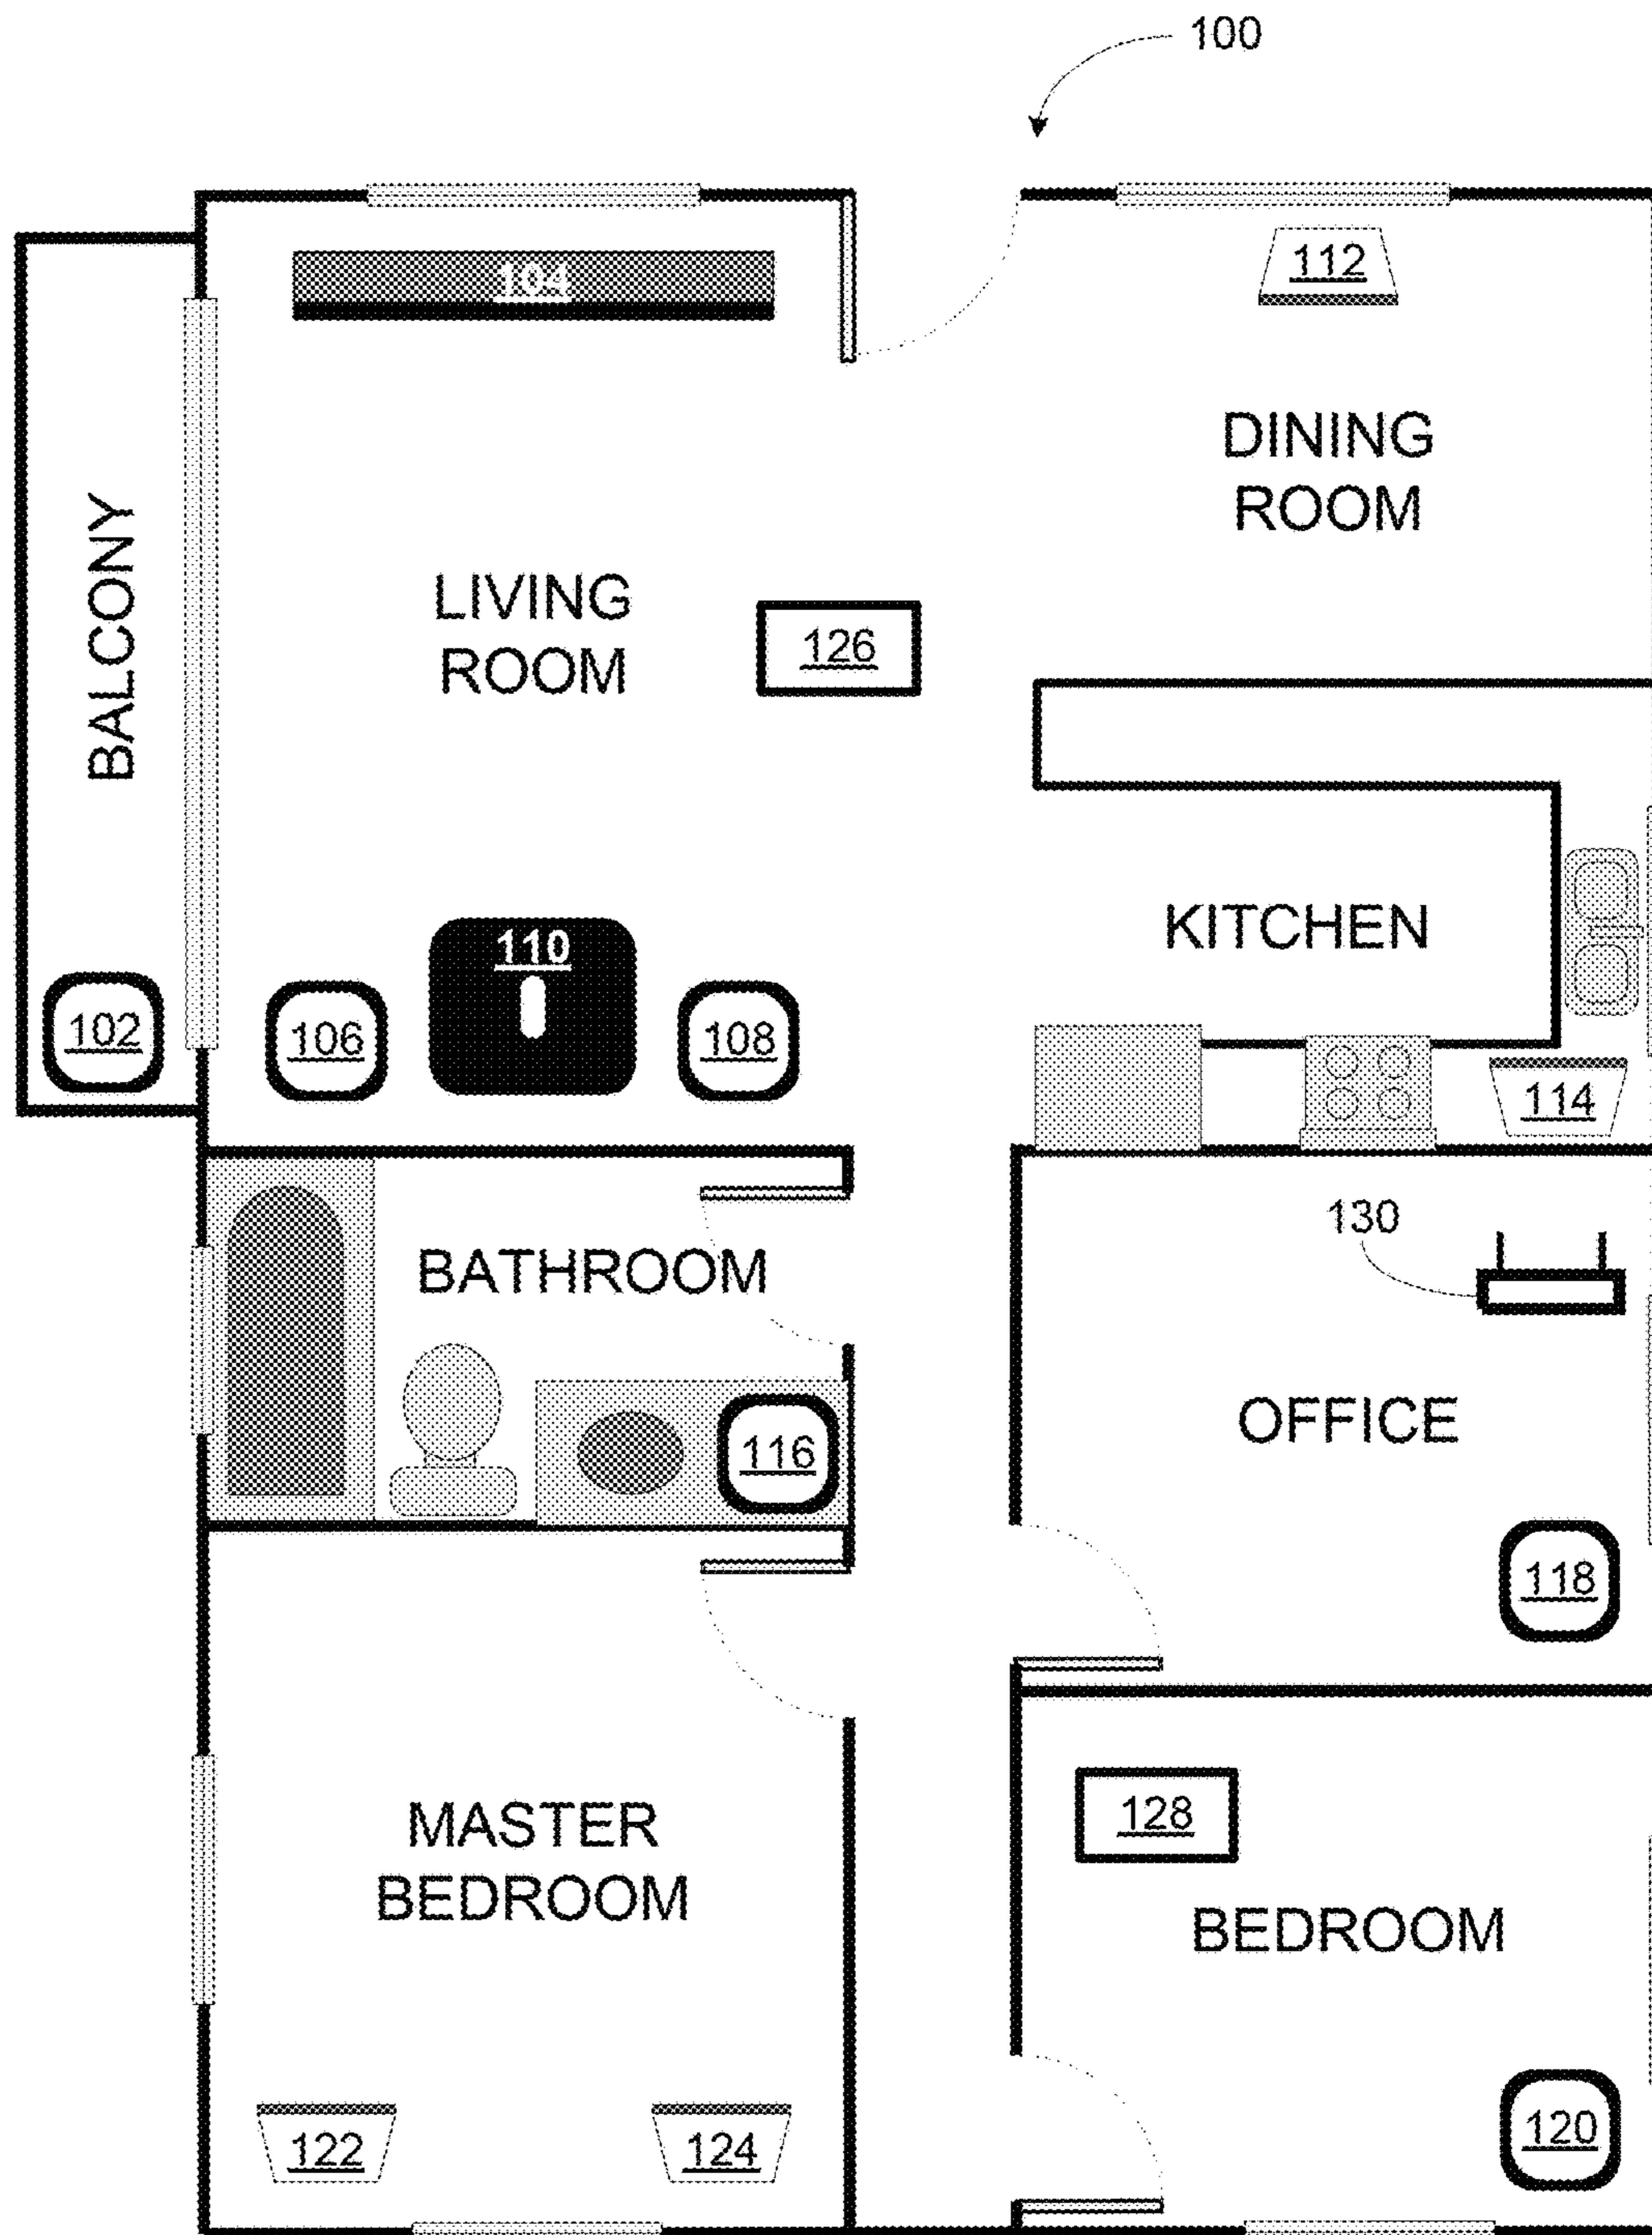 100
112
104
DINING
ROOM
BALCONY
LIVING
ROOM
126
KITCHEN
110
102
106
108
114
130
BATHROOM
OFFICE
116
118
128
MASTER
BEDROOM
BEDROOM
122
124
120